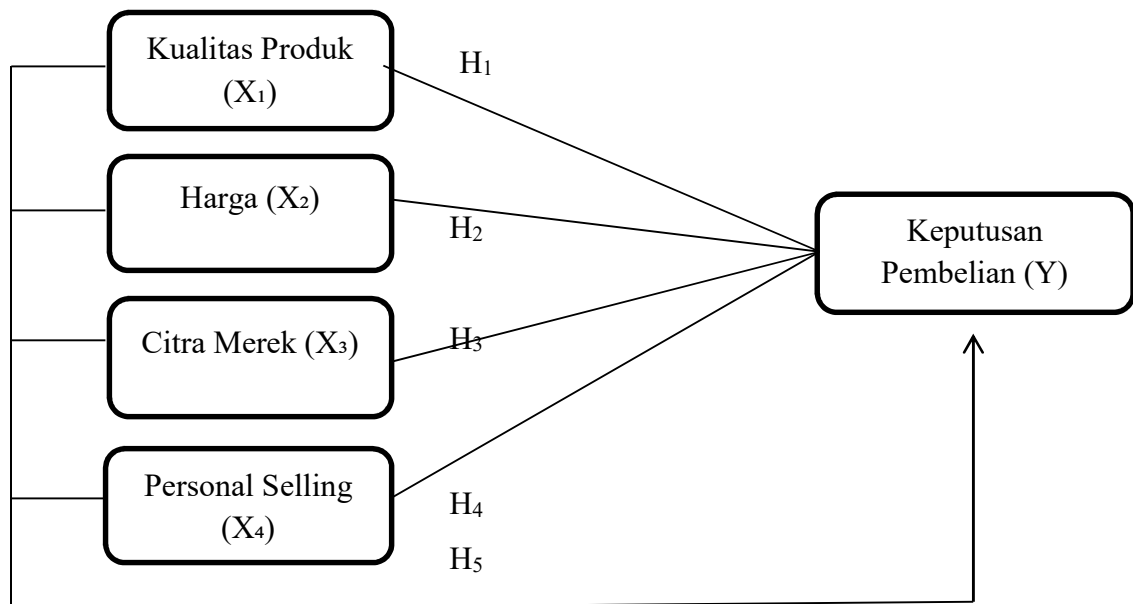 Kualitas Produk
(X₁)
H₁
Harga (X₂)
H₂
Keputusan
Pembelian (Y)
Citra Merek (X₃)
H₃
Personal Selling
(X₄)
H₄
H₅